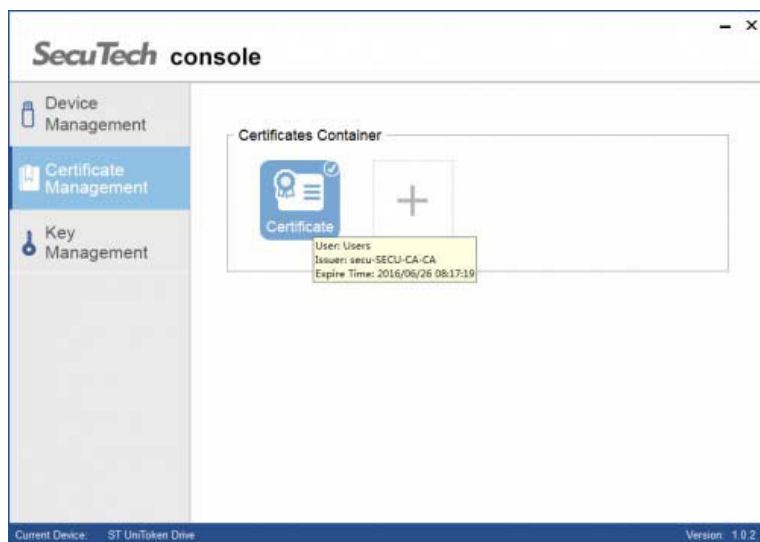 SecuTech console
Device
Management
Certificate
Management
Key
Management
Certificates Container
Certificate
User: Users
Issuer: secu-SECU-CA-CA
Expire Time: 2016/06/26 08:17:19
Current Device: ST UniToken Drive
Version: 1.0.2